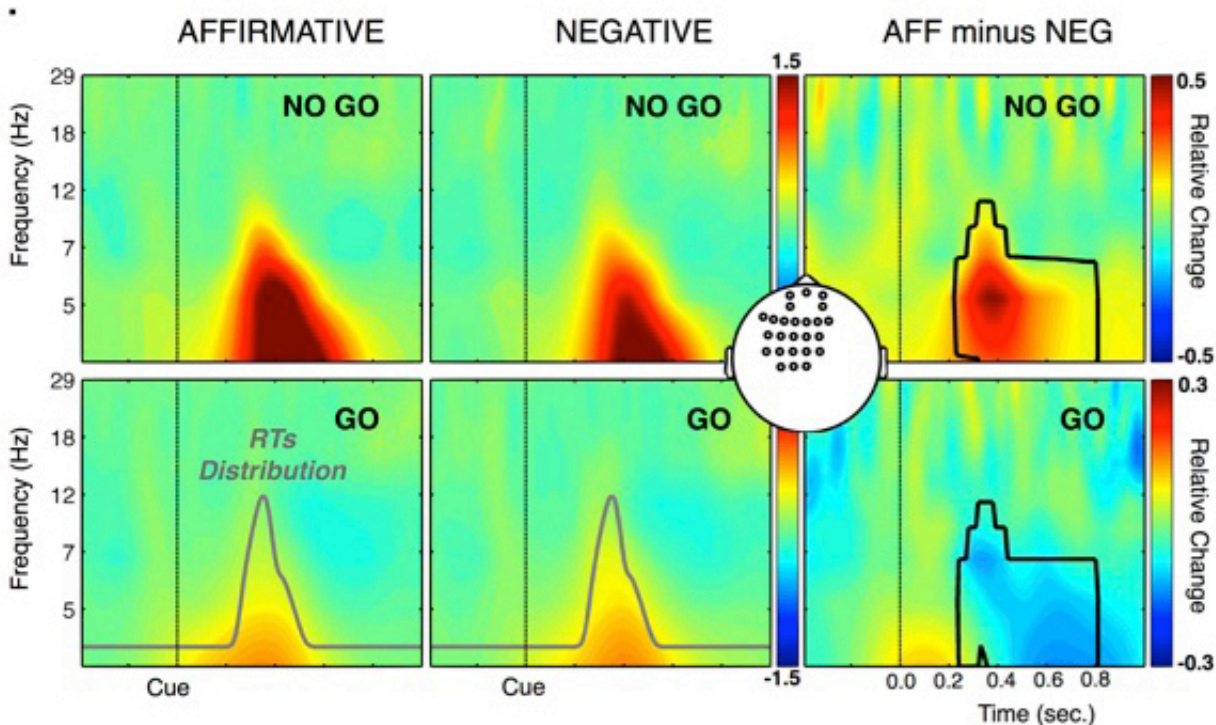 AFFIRMATIVE NEGATIVE AFF minus NEG
29 NO GO NO GO 1.5 NO GO 0.5
18
12
7
5
Frequency (Hz)
Relative Change
-0.5
29 GO GO GO 0.3
18 RTs
Distribution
12
7
5
Frequency (Hz)
Relative Change
-1.5 -0.3
Cue Cue 0.0 0.2 0.4 0.6 0.8
Time (sec.)